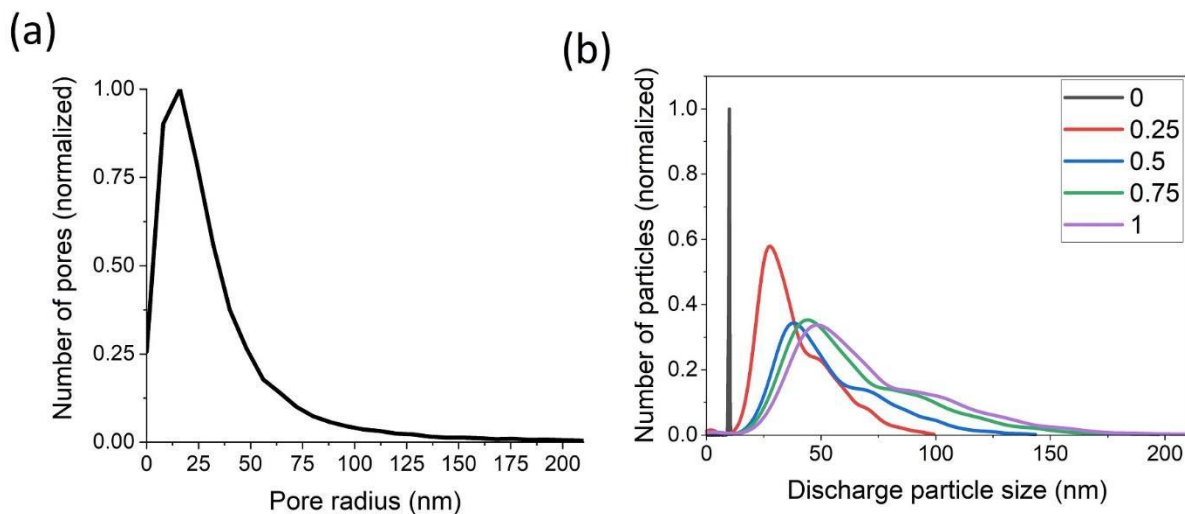 (a)
Number of pores (normalized)
1.00
0.75
0.50
0.25
0.00
0 25 50 75 100 125 150 175 200
Pore radius (nm)
(b)
Number of particles (normalized)
1.0
0.8
0.6
0.4
0.2
0.0
0 50 100 150 200
Discharge particle size (nm)
0
0.25
0.5
0.75
1